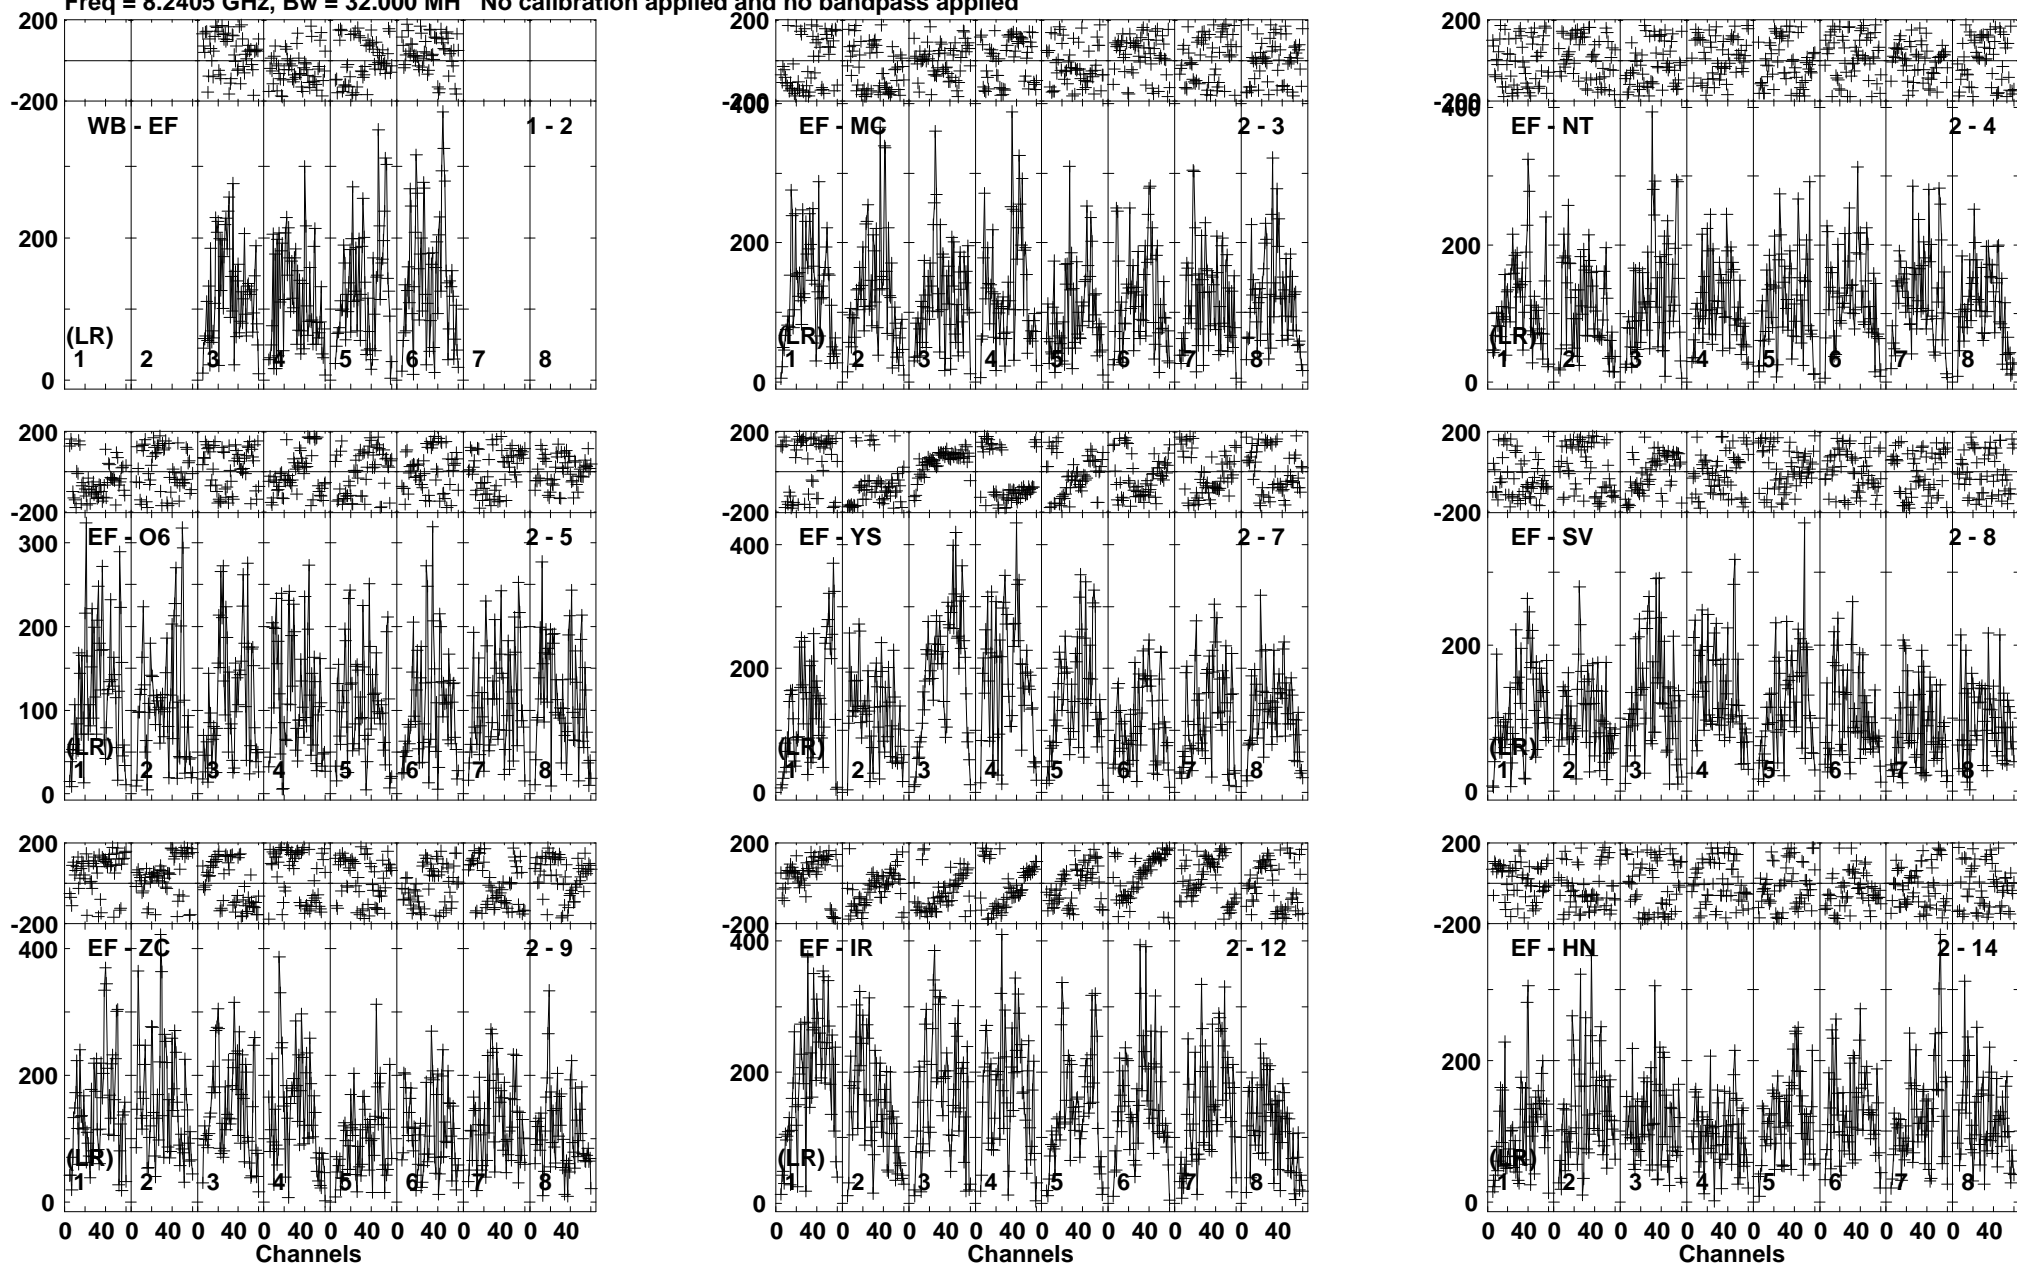 Freq = 8.2405 GHz, Bw = 32.000 MH No calibration applied and no bandpass applied
200 200 200
-200 -200 -200
400 400
WB - EF 1 - 2 EF - MC 2 - 3 EF - NT 2 - 4
200 200 200
(LR) (LR) (LR)
1 2 3 4 5 6 7 8 1 2 3 4 5 6 7 8 1 2 3 4 5 6 7 8
0 0 0
200 200 200
-200 -200 -200
EF - O6 2 - 5 EF - YS 2 - 7 EF - SV 2 - 8
300 400
200 200 200
100
(LR) (LR) (LR)
1 2 3 4 5 6 7 8 1 2 3 4 5 6 7 8 1 2 3 4 5 6 7 8
0 0 0
200 200 200
-200 -200 -200
EF - ZC 2 - 9 EF - IR 2 - 12 EF - HN 2 - 14
400 400
200 200 200
(LR) (LR) (LR)
1 2 3 4 5 6 7 8 1 2 3 4 5 6 7 8 1 2 3 4 5 6 7 8
0 0 0
0 40 0 40 0 40 0 40 0 40 0 40 0 40 0 40 0 40 0 40 0 40 0 40 0 40 0 40 0 40 0 40 0 40 0 40 0 40 0 40 0 40 0 40 0 40 0 40
Channels Channels Channels